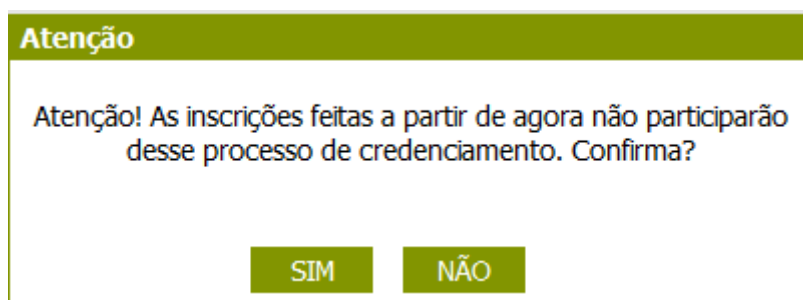 Atenção
Atenção! As inscrições feitas a partir de agora não participarão
desse processo de credenciamento. Confirma?
SIM NÃO